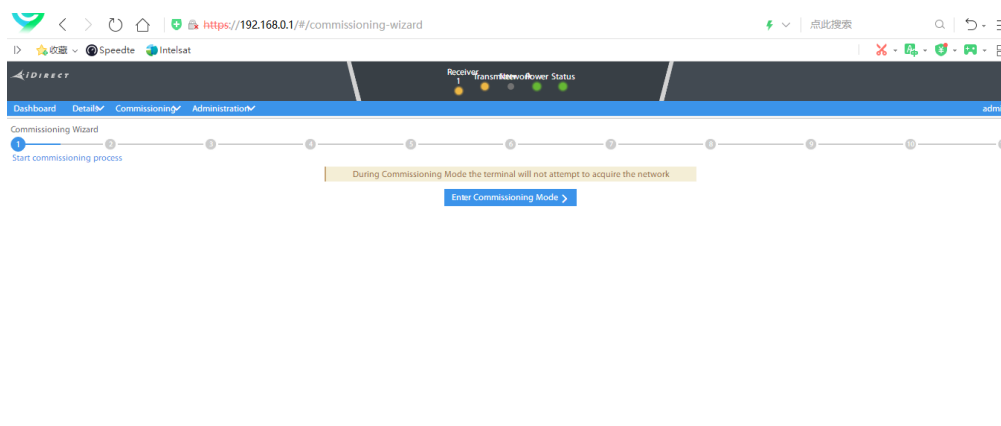 https://192.168.0.1/#/commissioning-wizard
点此搜索
收藏
Speedte
Intelsat
iDIRECT
Receiver 1
Transmitter
Network
Power
Status
Dashboard
Details
Commissioning
Administration
Commissioning Wizard
1
2
3
4
5
6
7
8
9
10
Start commissioning process
During Commissioning Mode the terminal will not attempt to acquire the network
Enter Commissioning Mode